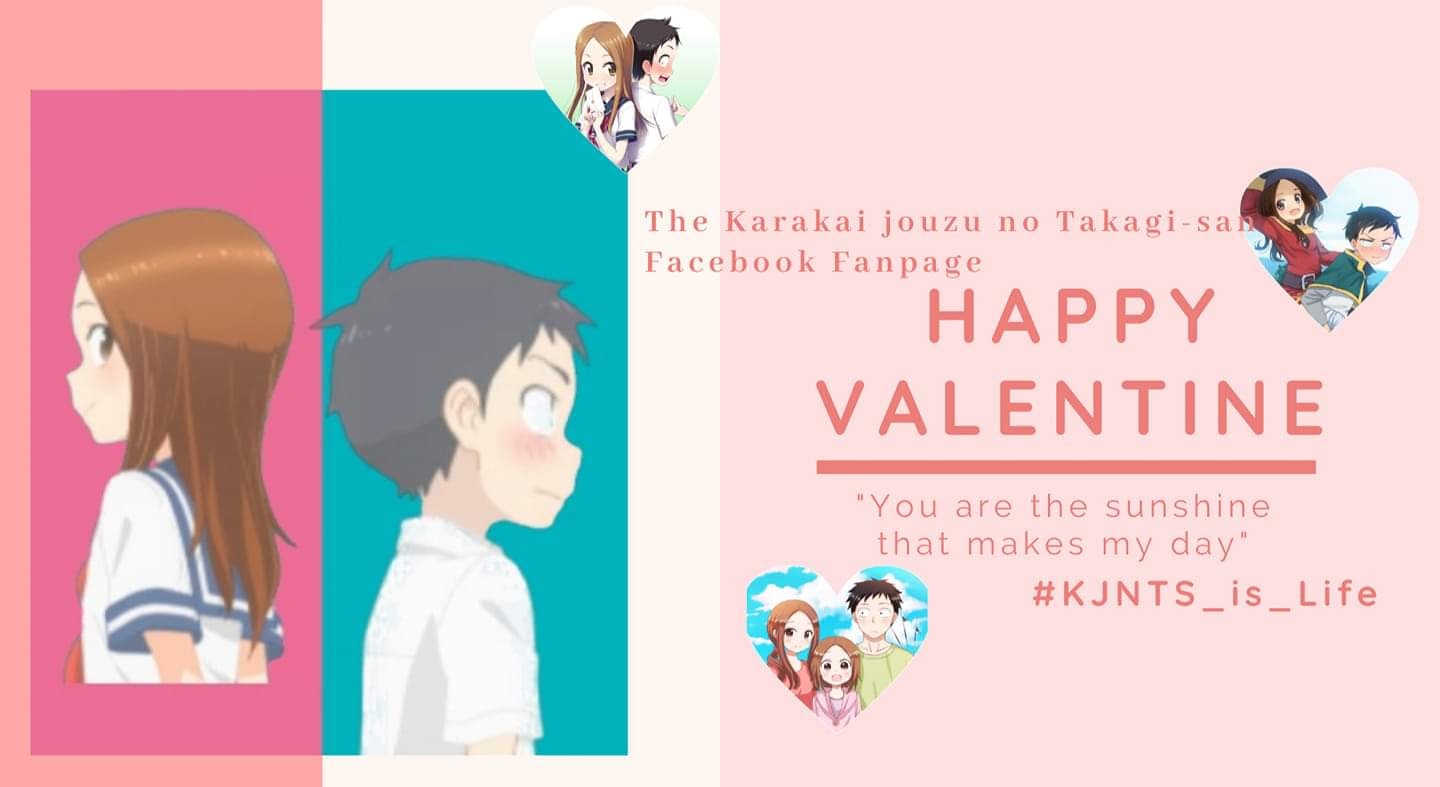 The Karakai jouzu no Takagi-san
Facebook Fanpage
HAPPY
VALENTINE
"You are the sunshine
that makes my day"
#KJNTS_is_Life